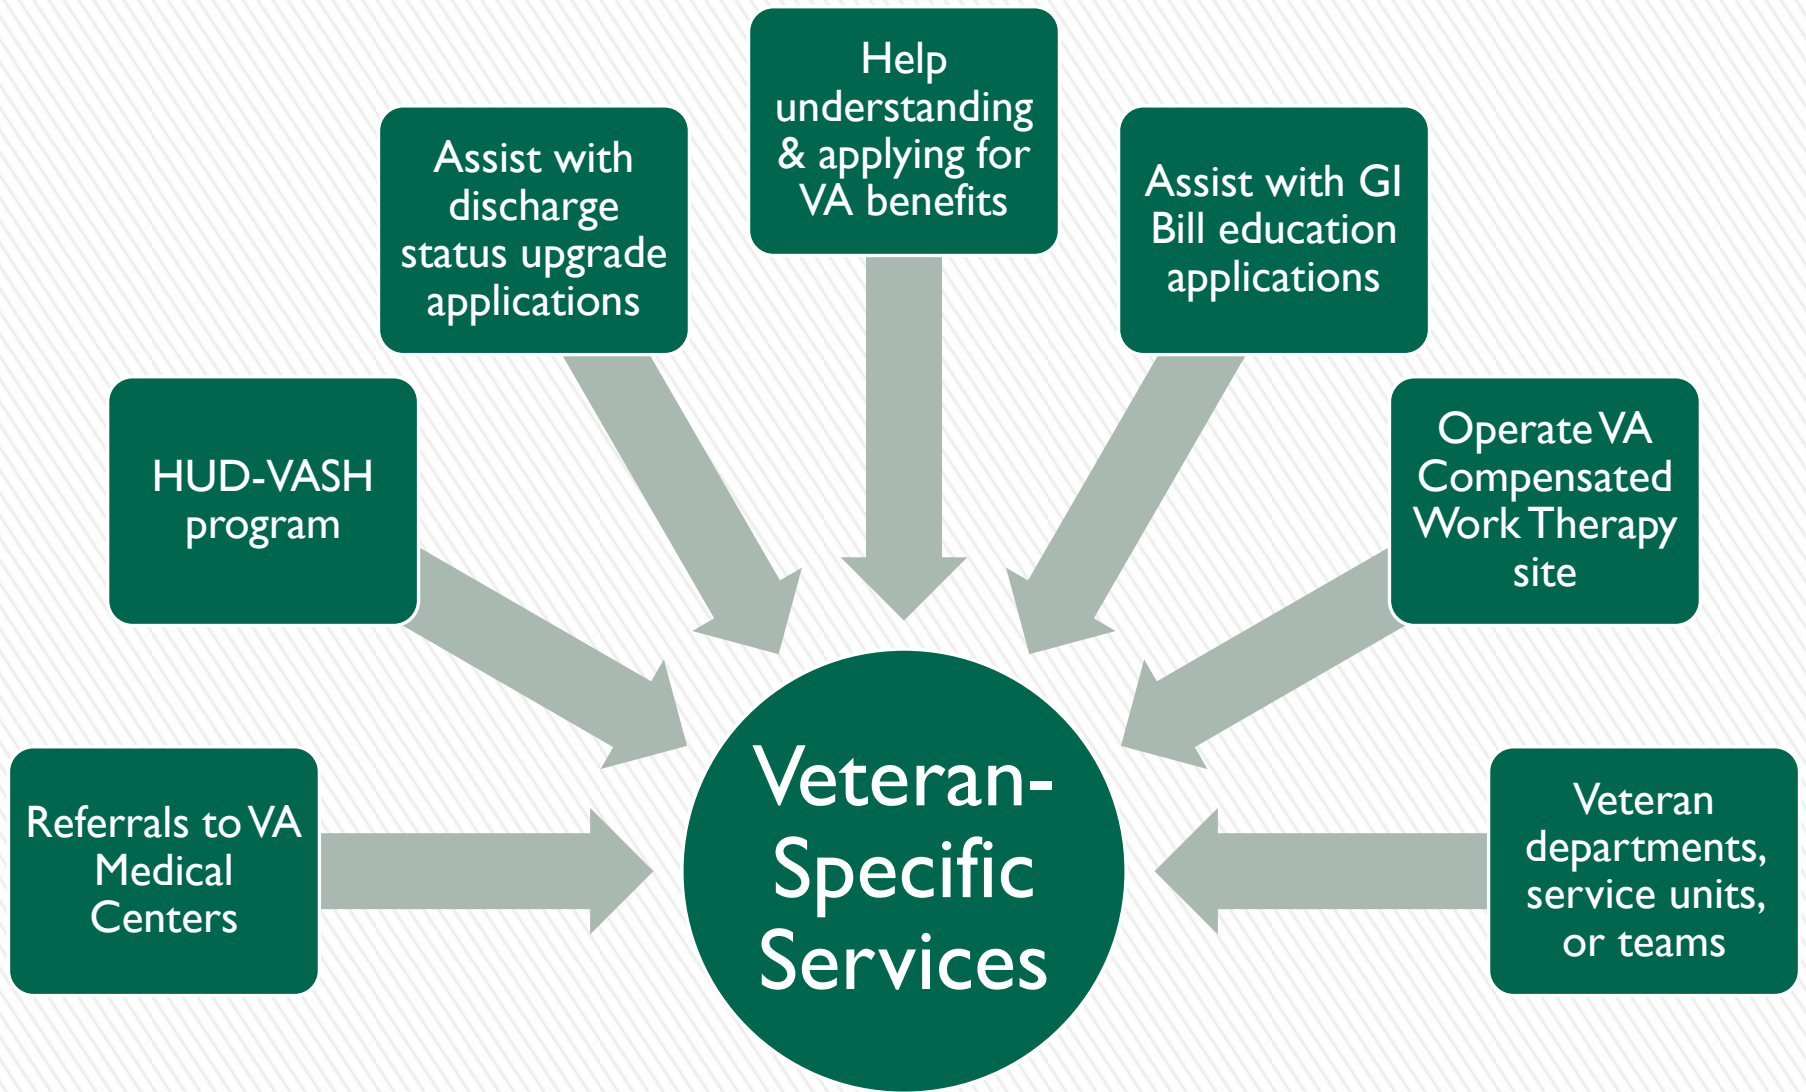 Help
understanding
& applying for
VA benefits
Assist with
discharge
status upgrade
applications
Assist with GI
Bill education
applications
HUD-VASH
program
Operate VA
Compensated
Work Therapy
site
Referrals to VA
Medical
Centers
Veteran-
Specific
Services
Veteran
departments,
service units,
or teams